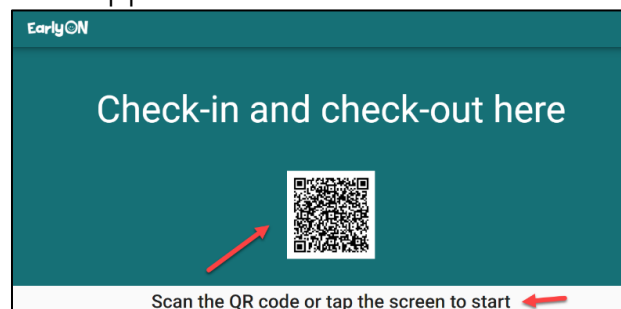 EarlyON
Check-in and check-out here
Scan the QR code or tap the screen to start